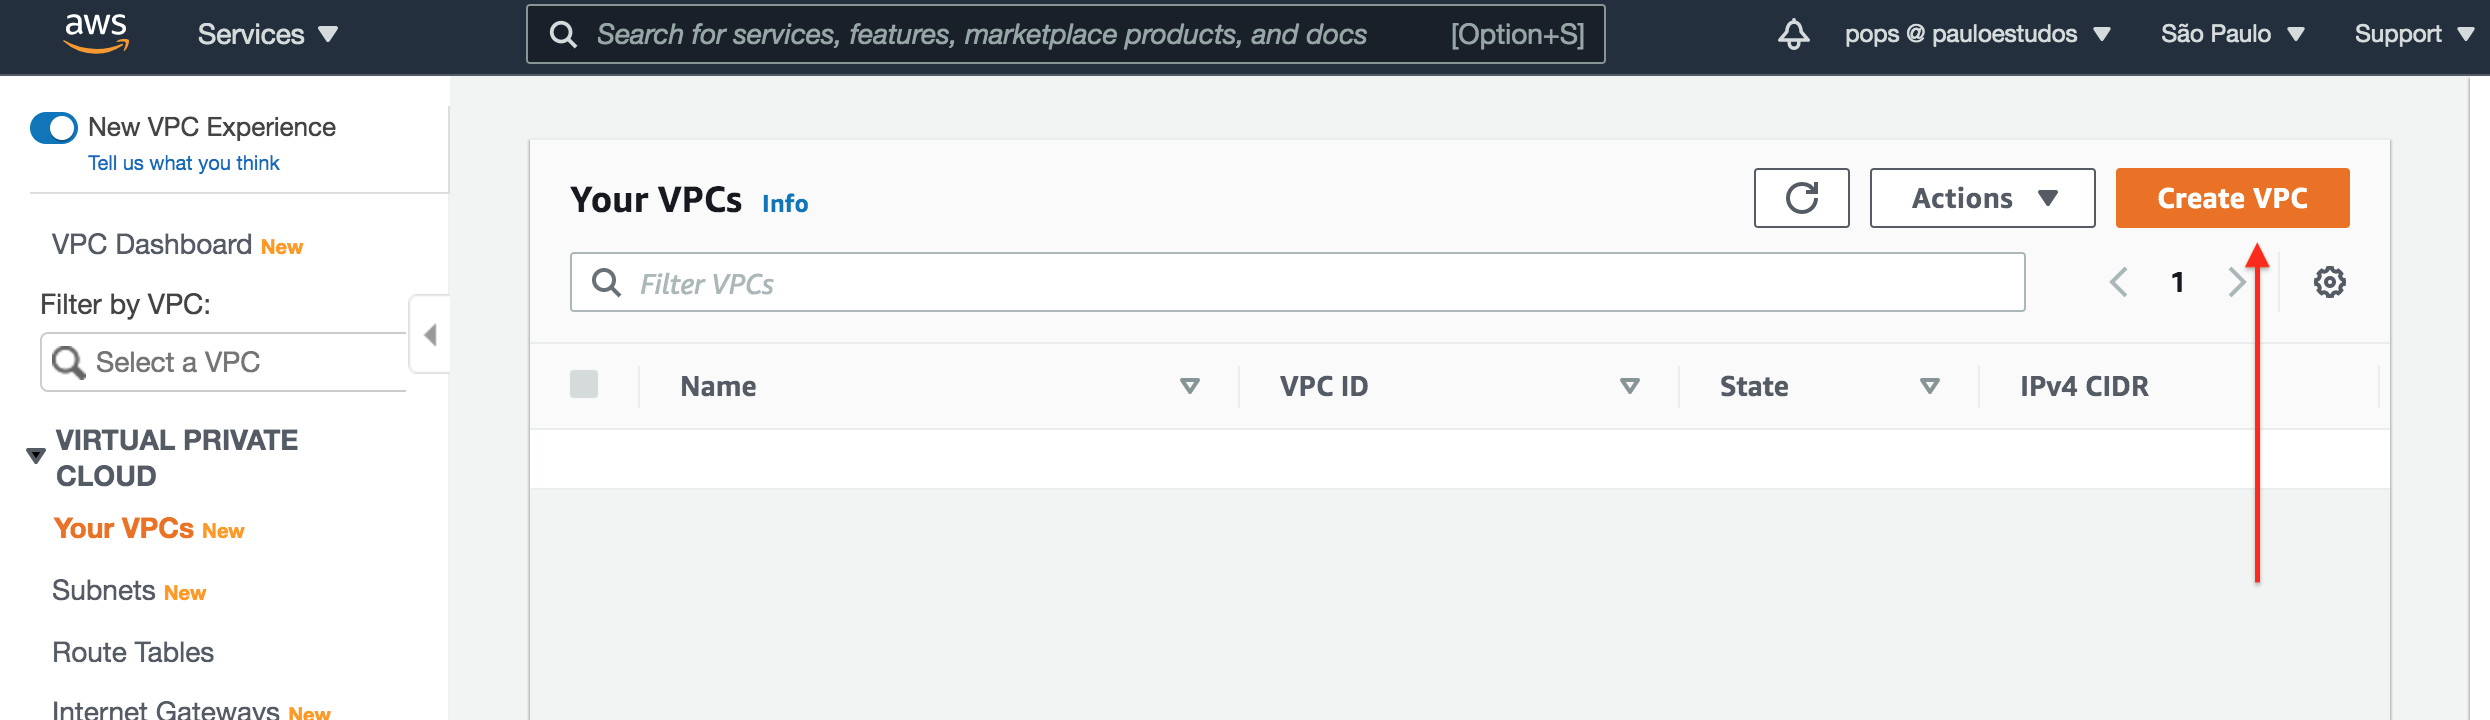 aws
Services
Search for services, features, marketplace products, and docs
[Option+S]
pops @ pauloestudos
São Paulo
Support
New VPC Experience
Tell us what you think
VPC Dashboard New
Filter by VPC:
Select a VPC
VIRTUAL PRIVATE
CLOUD
Your VPCs New
Subnets New
Route Tables
Internet Gateways New
Your VPCs Info
Actions
Create VPC
Filter VPCs
1
Name
VPC ID
State
IPv4 CIDR